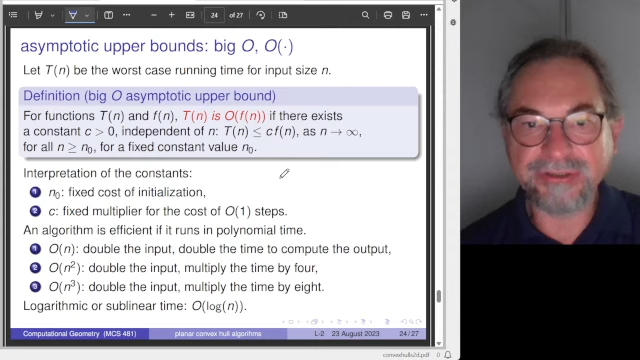 24 of 27
asymptotic upper bounds: big O, O(·)
Let T(n) be the worst case running time for input size n.
Definition (big O asymptotic upper bound)
For functions T(n) and f(n), T(n) is O(f(n)) if there exists
a constant c > 0, independent of n: T(n) ≤ c f(n), as n → ∞,
for all n ≥ n₀, for a fixed constant value n₀.
Interpretation of the constants:
1 n₀: fixed cost of initialization,
2 c: fixed multiplier for the cost of O(1) steps.
An algorithm is efficient if it runs in polynomial time.
1 O(n): double the input, double the time to compute the output,
2 O(n²): double the input, multiply the time by four,
3 O(n³): double the input, multiply the time by eight.
Logarithmic or sublinear time: O(log(n)).
Computational Geometry (MCS 481) planar convex hull algorithms L-2 23 August 2023 24 / 27
convexhulls2d.pdf 0